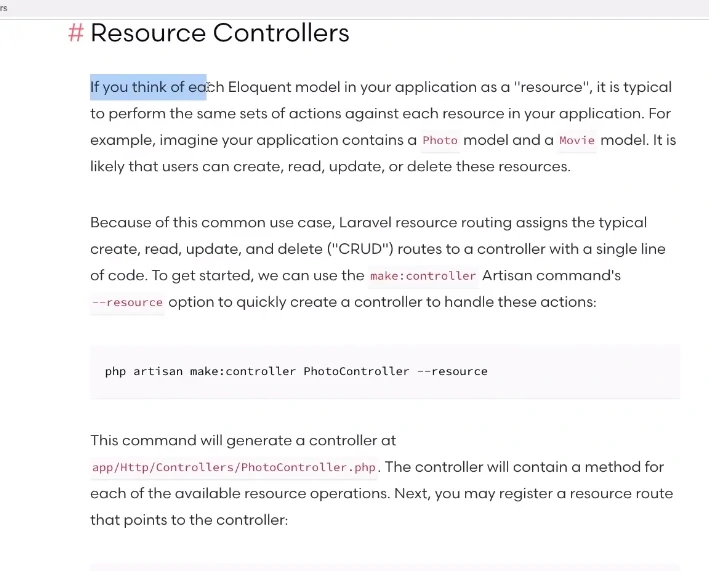 rs
# Resource Controllers
If you think of each Eloquent model in your application as a "resource", it is typical
to perform the same sets of actions against each resource in your application. For
example, imagine your application contains a Photo model and a Movie model. It is
likely that users can create, read, update, or delete these resources.
Because of this common use case, Laravel resource routing assigns the typical
create, read, update, and delete ("CRUD") routes to a controller with a single line
of code. To get started, we can use the make:controller Artisan command's
--resource option to quickly create a controller to handle these actions:
php artisan make:controller PhotoController --resource
This command will generate a controller at
app/Http/Controllers/PhotoController.php. The controller will contain a method for
each of the available resource operations. Next, you may register a resource route
that points to the controller: